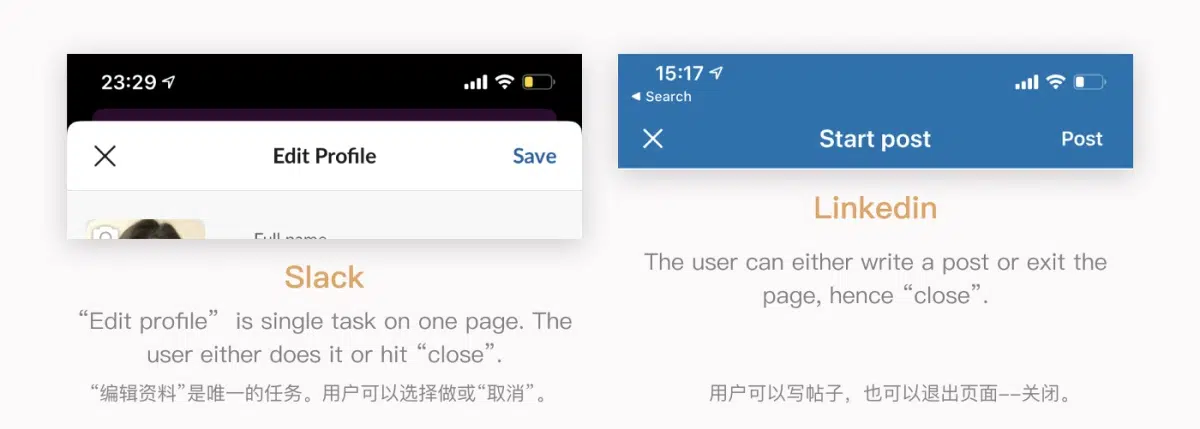 23:29
Edit Profile
Save
Full name
Slack
“Edit profile” is single task on one page. The
user either does it or hit “close”.
“编辑资料”是唯一的任务。用户可以选择做或“取消”。
15:17
◀ Search
Start post
Post
Linkedin
The user can either write a post or exit the
page, hence “close”.
用户可以写帖子，也可以退出页面--关闭。